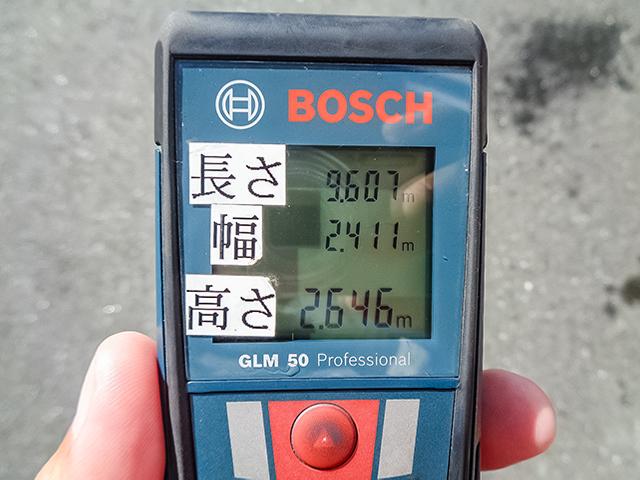 BOSCH
長さ 9.607m
幅 2.411m
高さ 2.646m
GLM 50 Professional